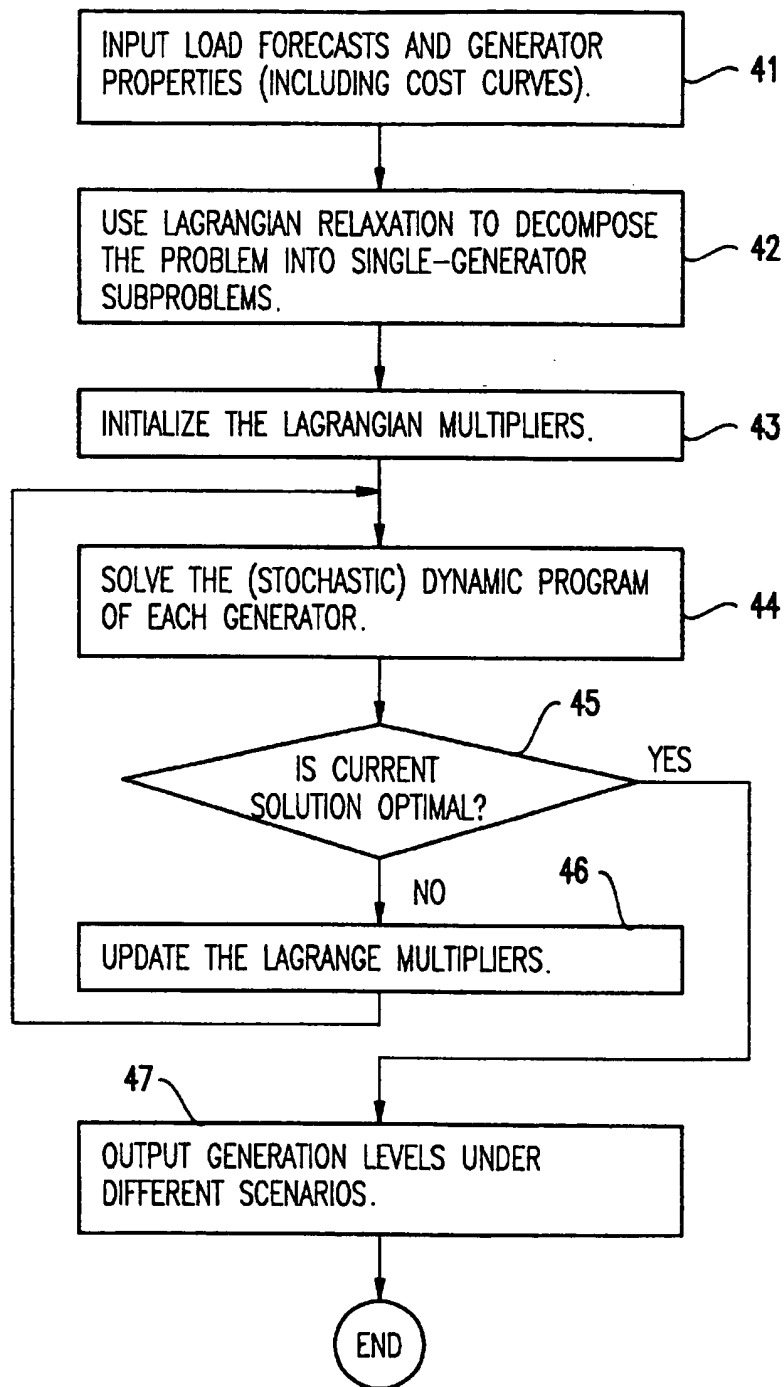 INPUT LOAD FORECASTS AND GENERATOR
PROPERTIES (INCLUDING COST CURVES).
41
USE LAGRANGIAN RELAXATION TO DECOMPOSE
THE PROBLEM INTO SINGLE-GENERATOR
SUBPROBLEMS.
42
INITIALIZE THE LAGRANGIAN MULTIPLIERS.
43
SOLVE THE (STOCHASTIC) DYNAMIC PROGRAM
OF EACH GENERATOR.
44
45
IS CURRENT
SOLUTION OPTIMAL?
YES
NO
46
UPDATE THE LAGRANGE MULTIPLIERS.
47
OUTPUT GENERATION LEVELS UNDER
DIFFERENT SCENARIOS.
END